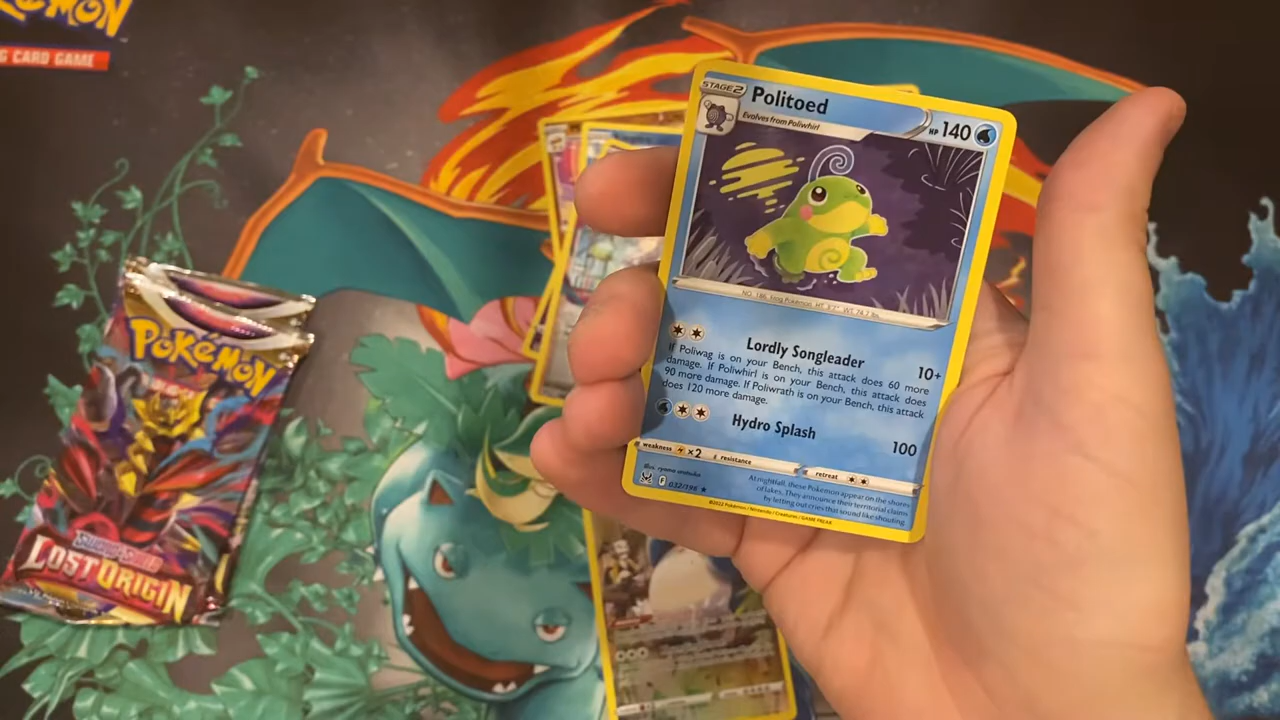 POKÉMON
G CARD GAME
STAGE 2
Politoed
Evolves from Poliwhirl
HP 140
NO. 186 Frog Pokémon HT: 3'7" WT: 74.7 lbs.
Lordly Songleader 10+
If Poliwag is on your Bench, this attack does 60 more
damage. If Poliwhirl is on your Bench, this attack does
90 more damage. If Poliwrath is on your Bench, this attack
does 120 more damage.
Hydro Splash 100
weakness ×2 resistance retreat
At nightfall, these Pokémon appear on the shores
of lakes. They announce their territorial claims
by letting out cries that sound like shouting.
F 032/196 ★
©2022 Pokémon / Nintendo / Creatures / GAME FREAK
POKÉMON
SWORD & SHIELD
LOST ORIGIN